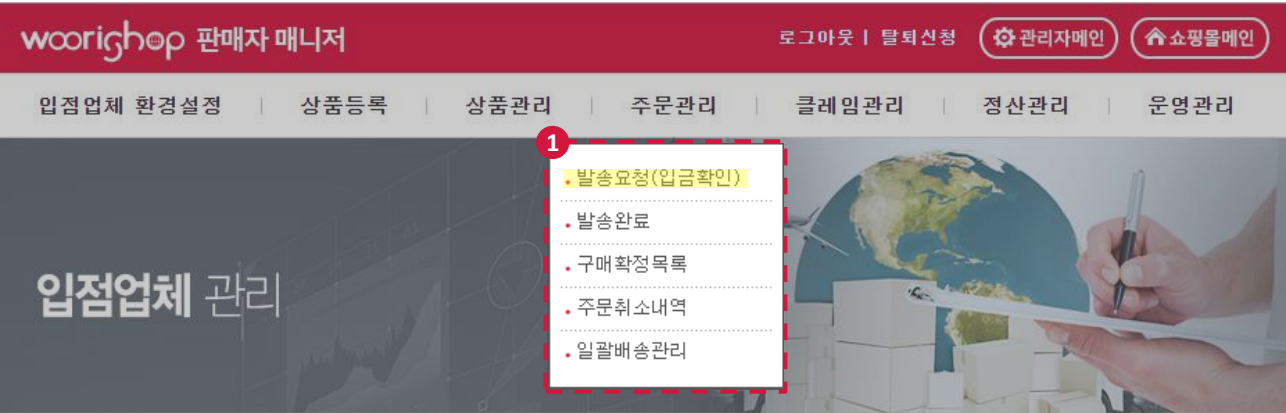 woorishop 판매자 매니저
로그아웃 | 탈퇴신청 관리자메인 쇼핑몰메인
입점업체 환경설정 | 상품등록 | 상품관리 | 주문관리 | 클레임관리 | 정산관리 | 운영관리
1
발송요청(입금확인)
발송완료
구매확정목록
주문취소내역
일괄배송관리
입점업체 관리